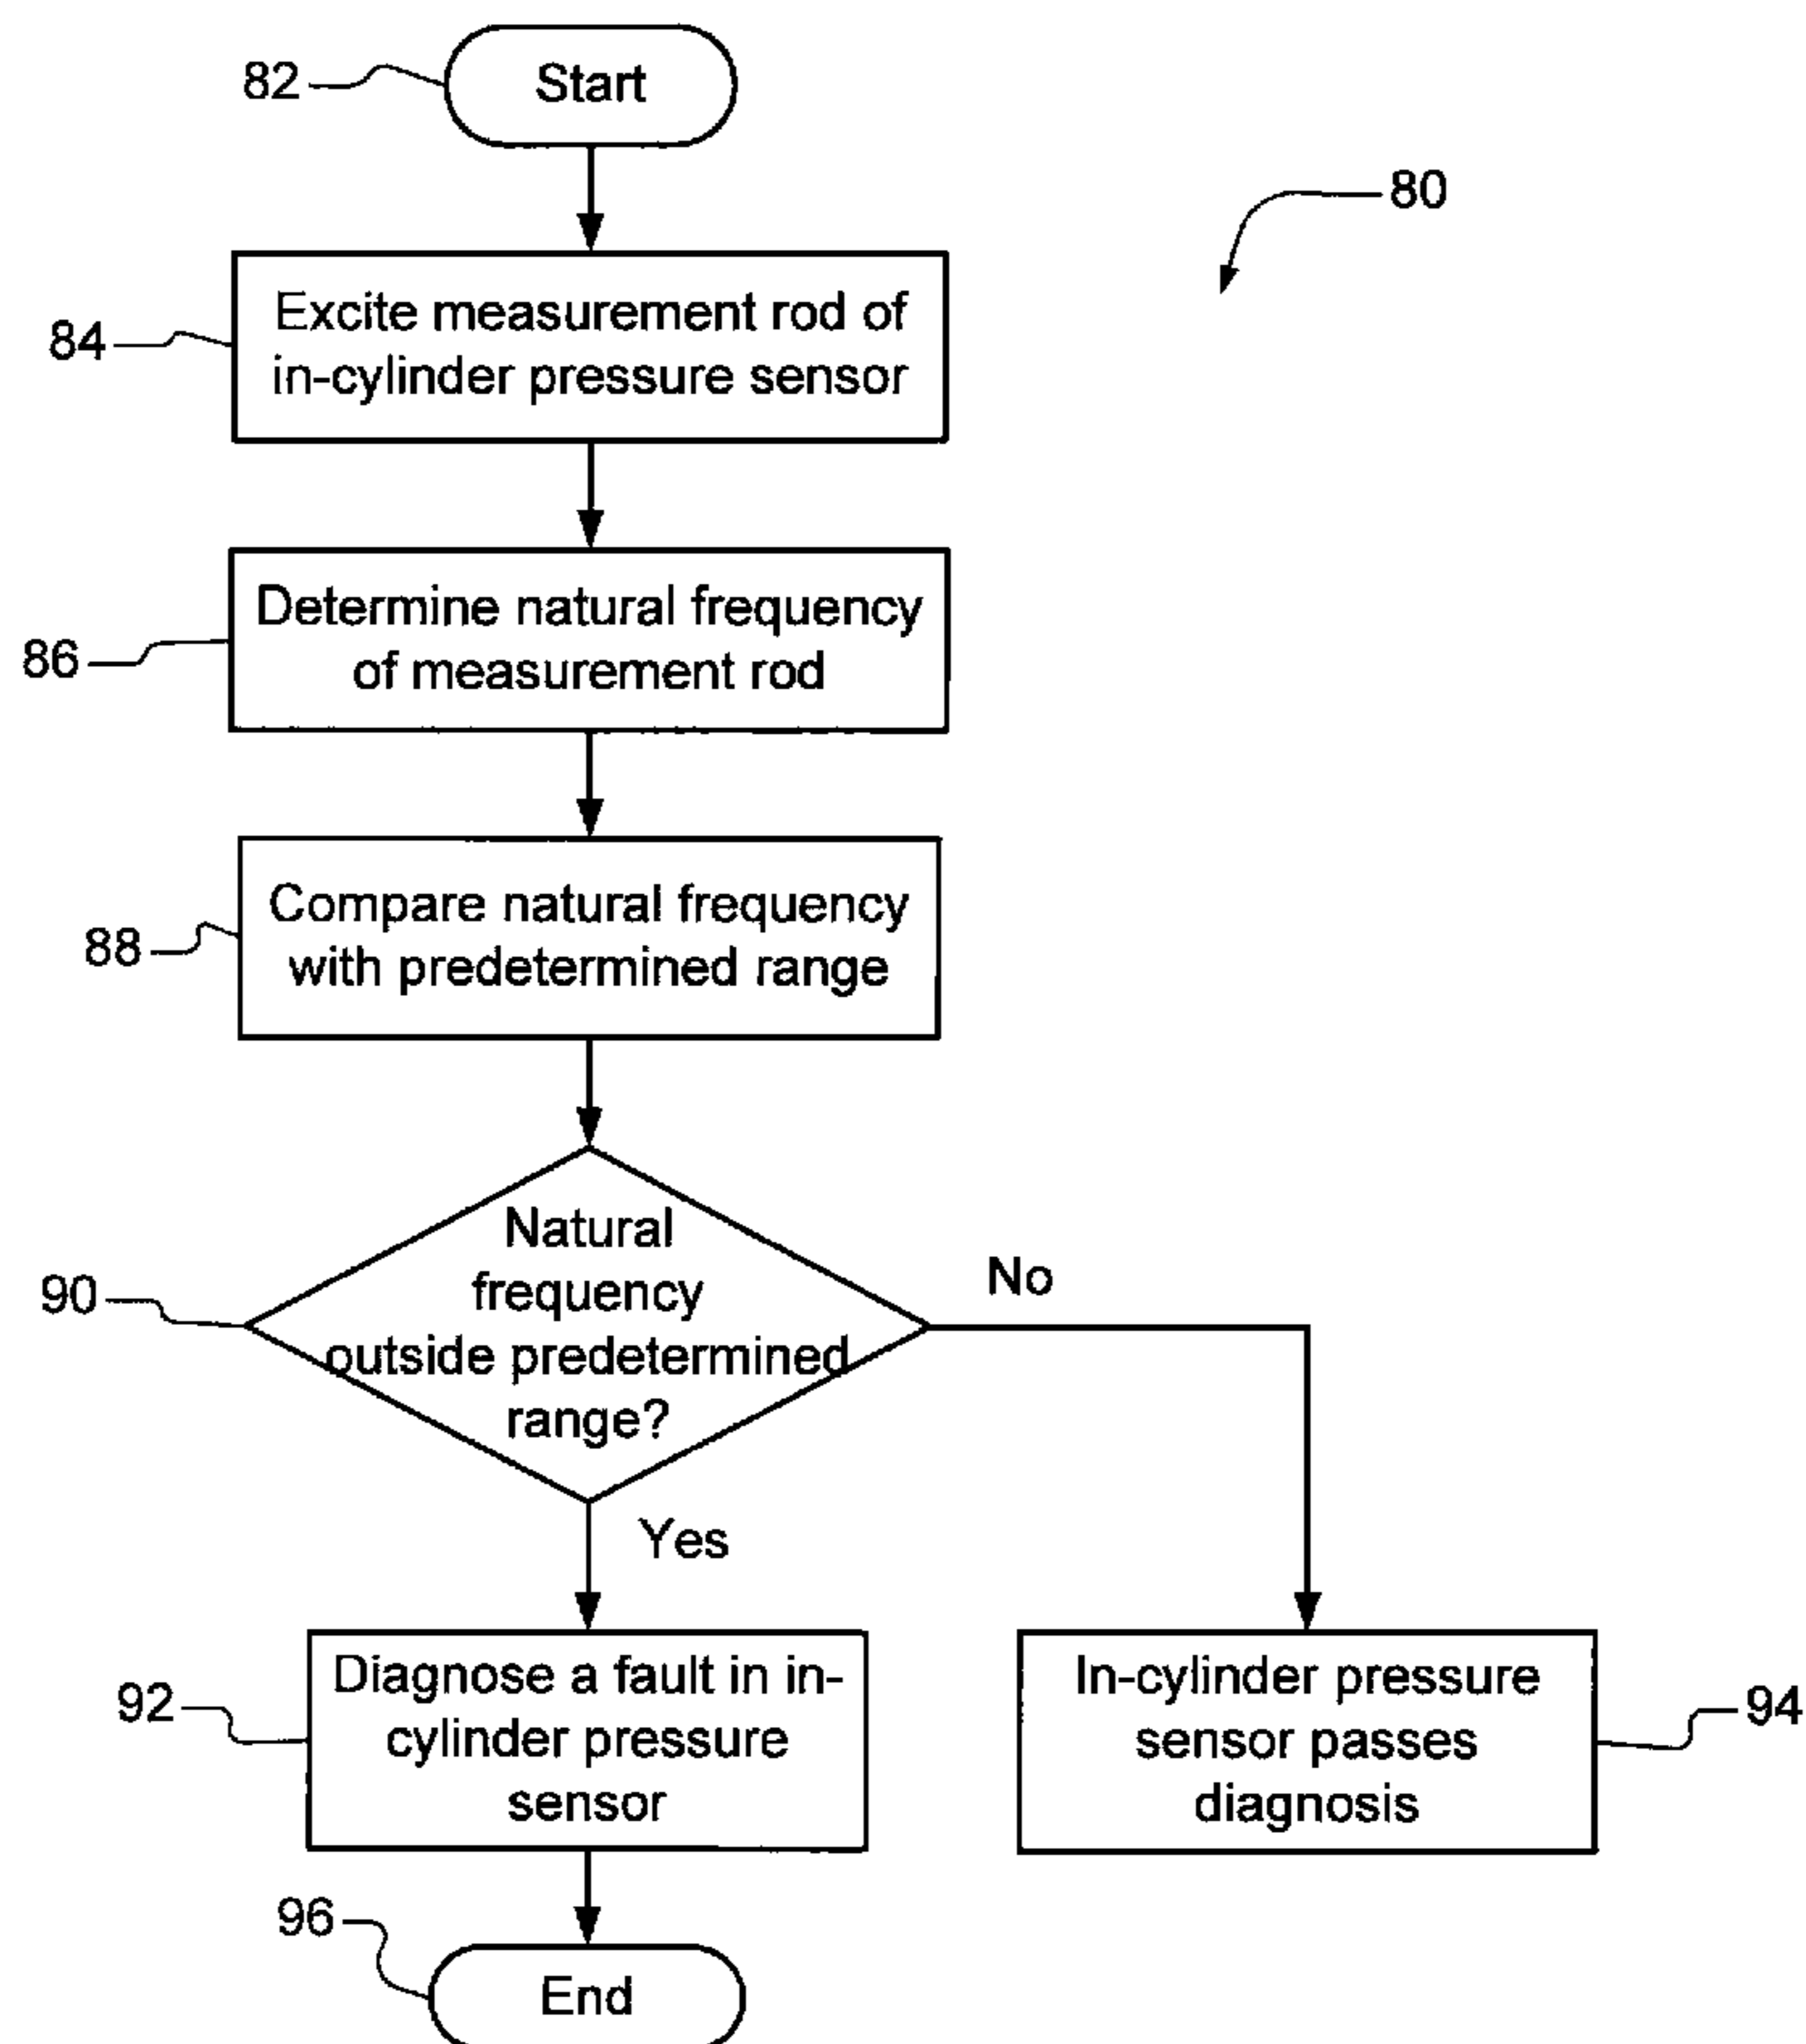 82
Start
80
84
Excite measurement rod of
in-cylinder pressure sensor
86
Determine natural frequency
of measurement rod
88
Compare natural frequency
with predetermined range
90
Natural
frequency
outside predetermined
range?
No
Yes
92
Diagnose a fault in in-
cylinder pressure
sensor
In-cylinder pressure
sensor passes
diagnosis
94
96
End